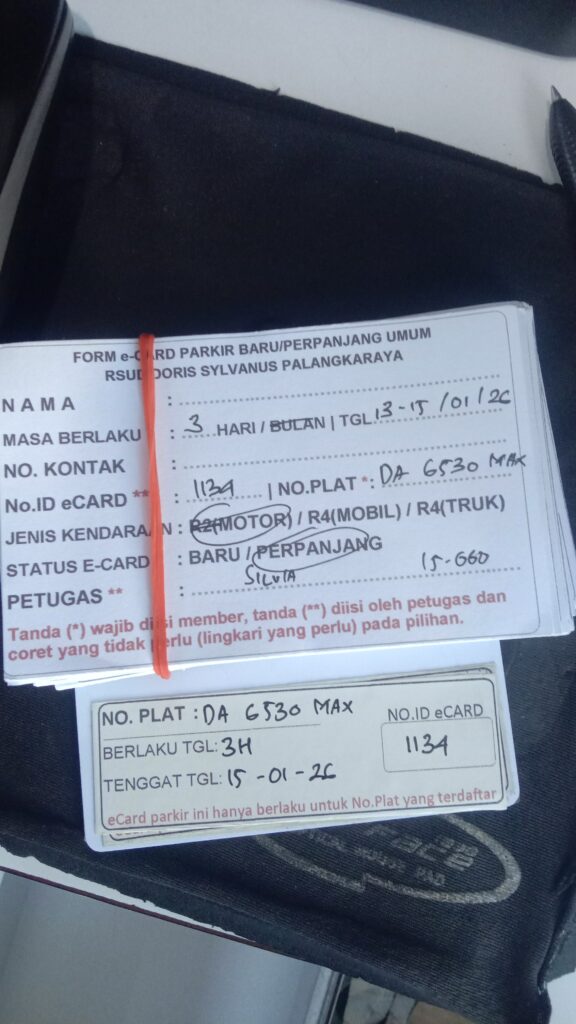 FORM e-CARD PARKIR BARU/PERPANJANG UMUM
RSUD DORIS SYLVANUS PALANGKARAYA
NAMA :
MASA BERLAKU : 3 HARI / BULAN | TGL 13-15 /01/26
NO. KONTAK :
No.ID eCARD ** : 1134 | NO.PLAT *: DA 6530 MAX
JENIS KENDARAAN : R2(MOTOR) / R4(MOBIL) / R4(TRUK)
STATUS E-CARD : BARU / PERPANJANG
PETUGAS ** : SILVIA 15-000
Tanda (*) wajib diisi member, tanda (**) diisi oleh petugas dan
coret yang tidak perlu (lingkari yang perlu) pada pilihan.
NO. PLAT : DA 6530 MAX
NO.ID eCARD
1134
BERLAKU TGL: 3H
TENGGAT TGL: 15-01-26
eCard parkir ini hanya berlaku untuk No.Plat yang terdaftar